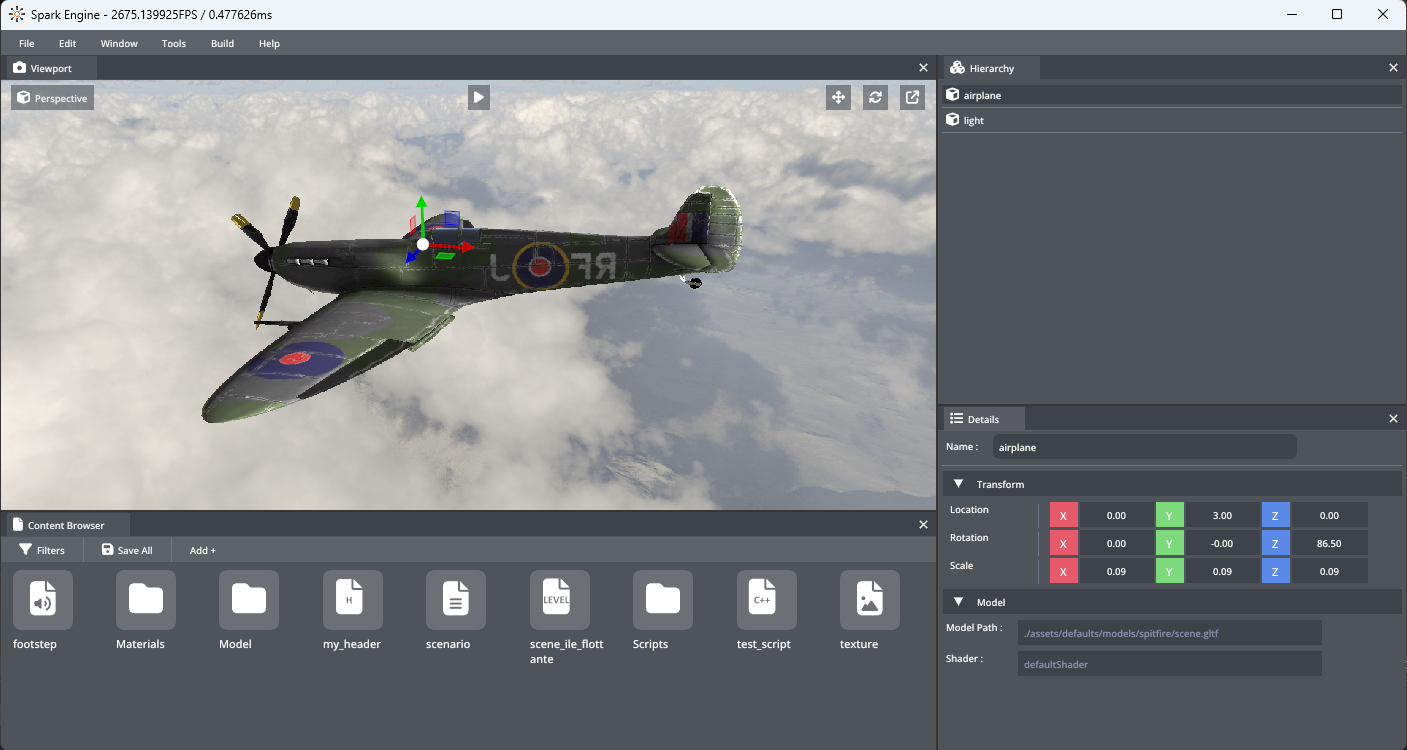 Spark Engine - 2675.139925FPS / 0.477626ms
File Edit Window Tools Build Help
Viewport
Perspective
J RF
Hierarchy
airplane
light
Details
Name : airplane
Transform
Location X 0.00 Y 3.00 Z 0.00
Rotation X 0.00 Y -0.00 Z 86.50
Scale X 0.09 Y 0.09 Z 0.09
Model
Model Path : ./assets/defaults/models/spitfire/scene.gltf
Shader : defaultShader
Content Browser
Filters Save All Add +
H LEVEL C++
footstep Materials Model my_header scenario scene_ile_flott Scripts test_script texture
ante